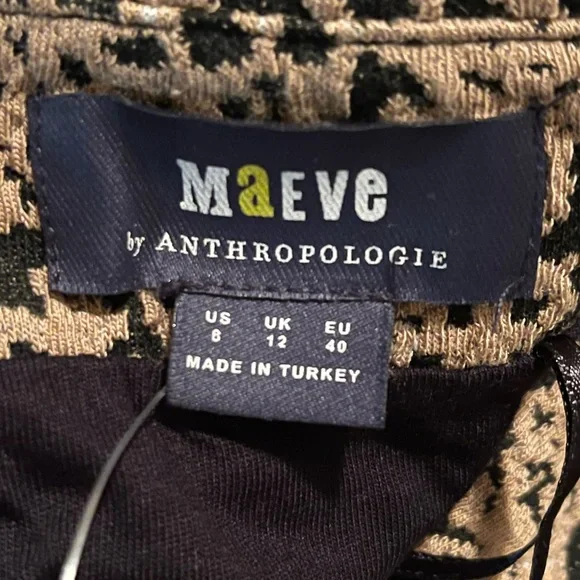 MaEVe
by ANTHROPOLOGIE
US UK EU
8 12 40
MADE IN TURKEY